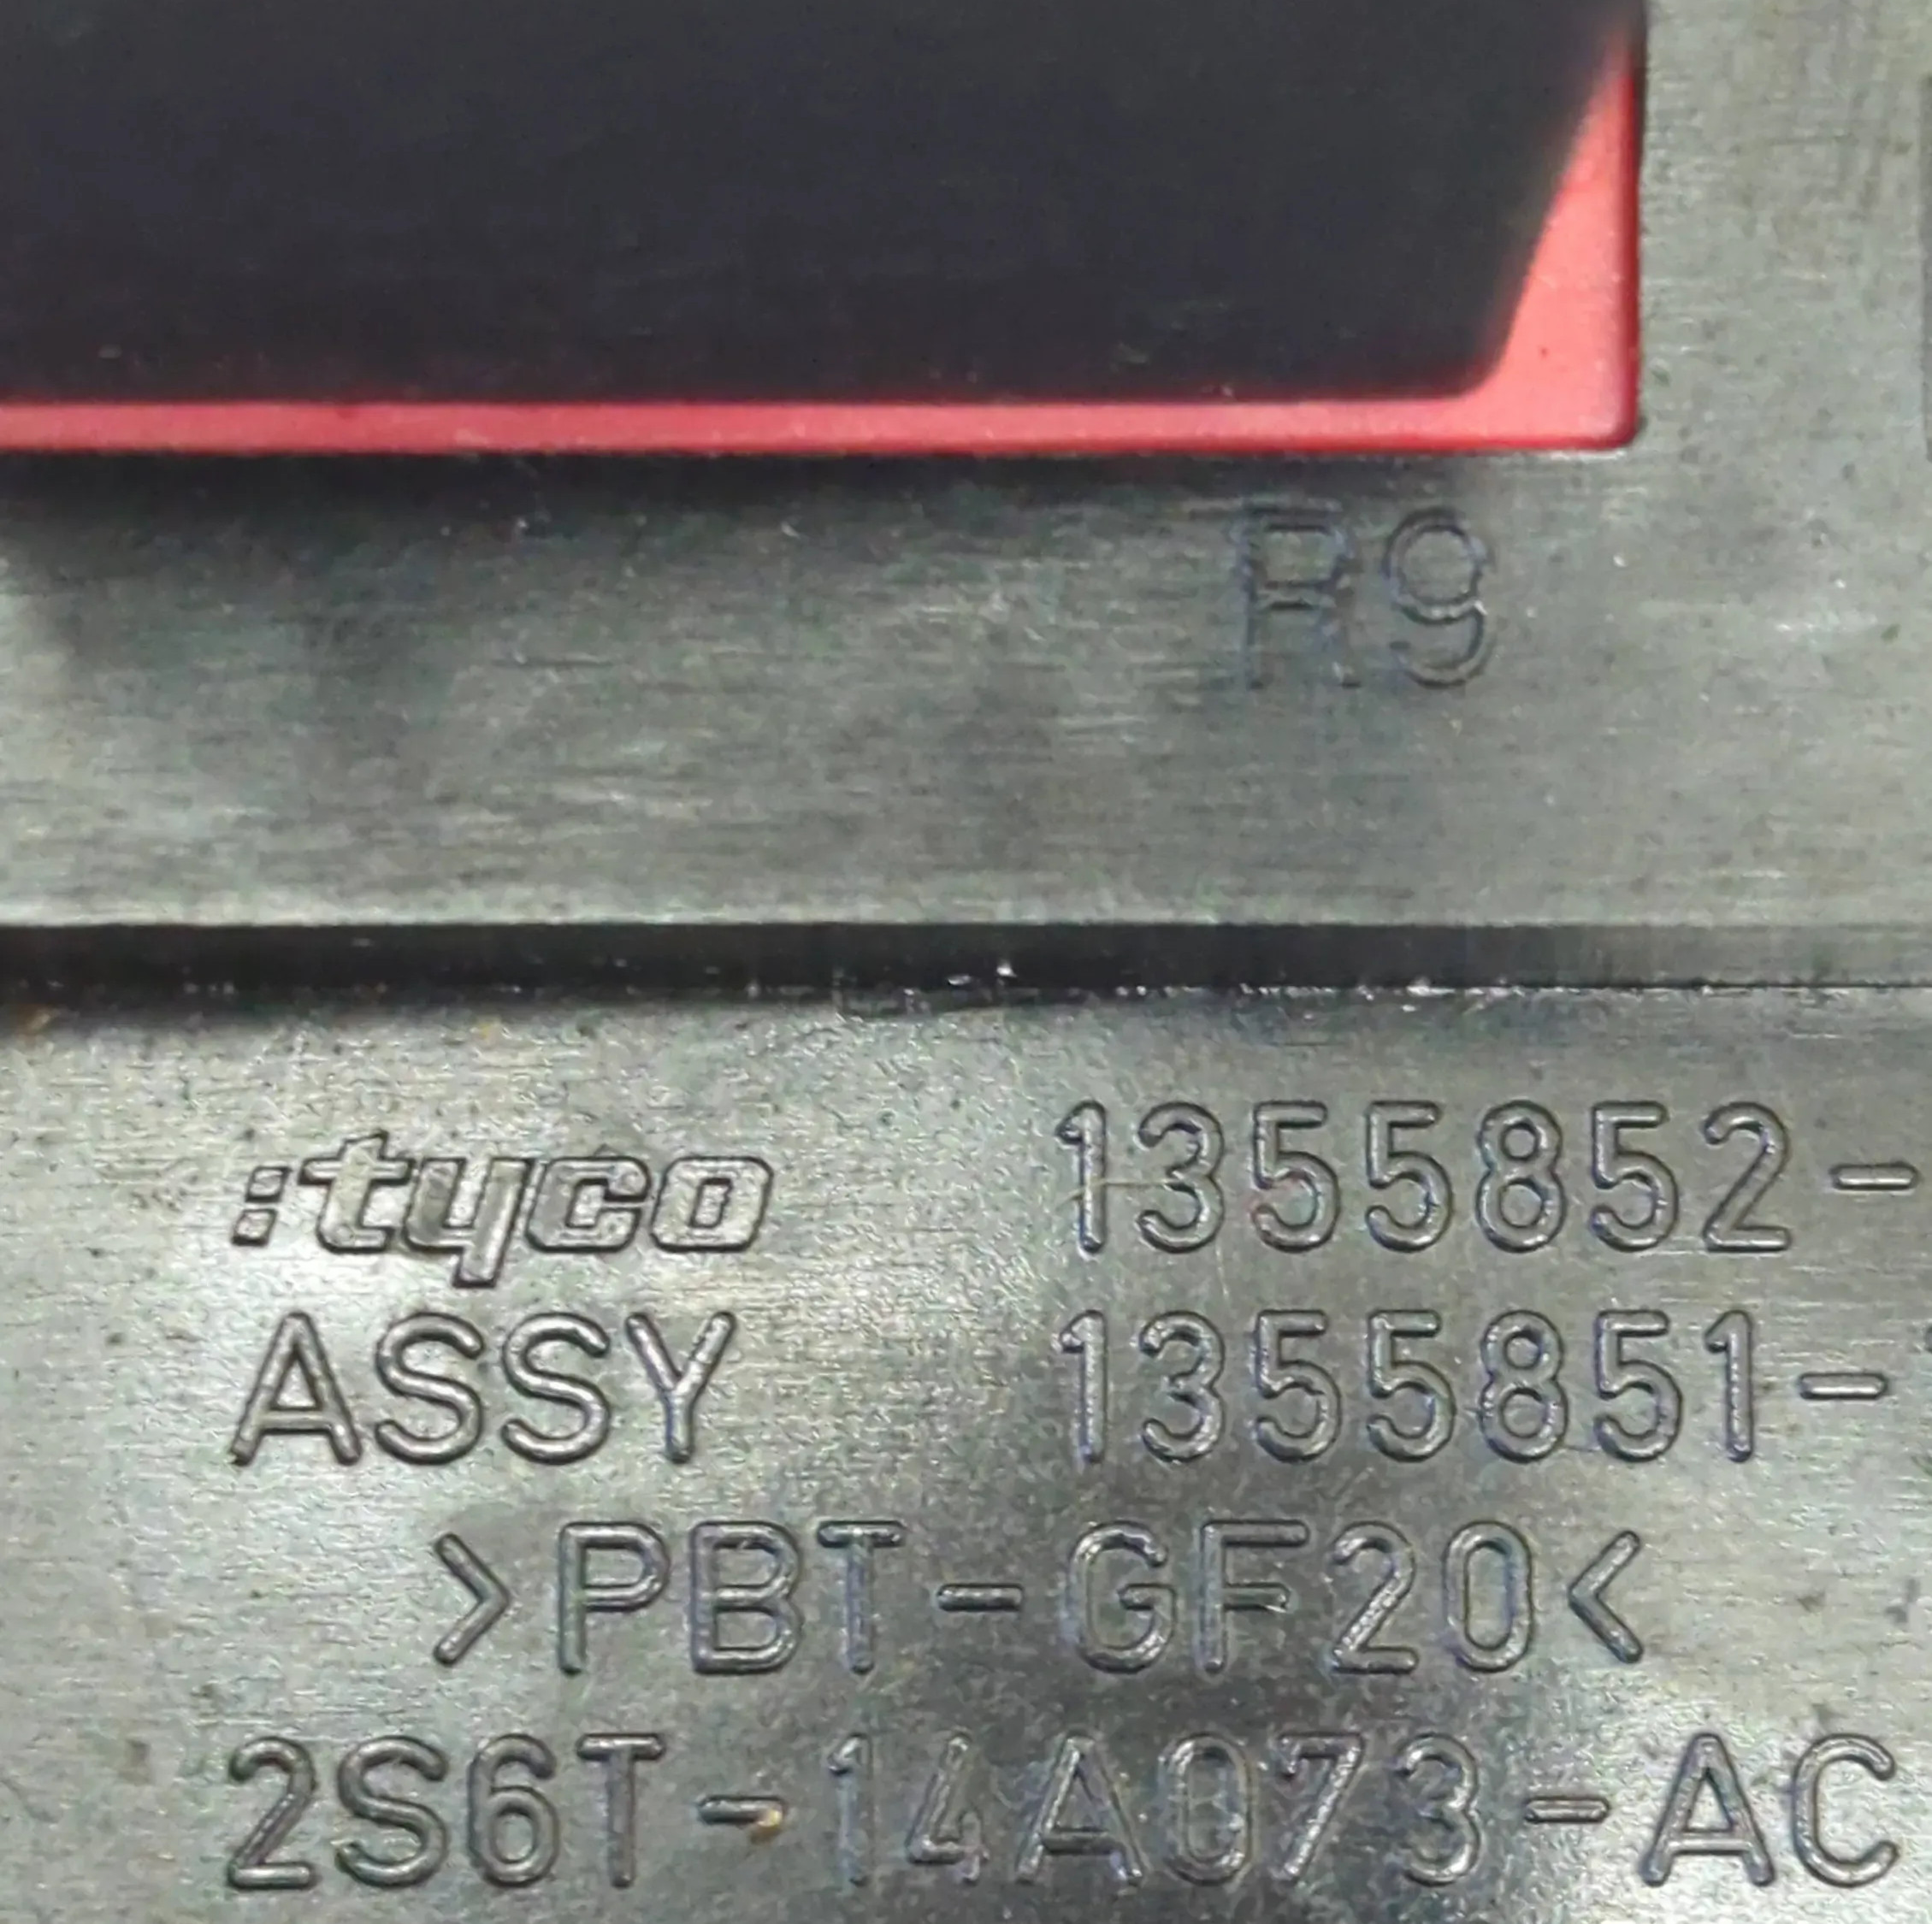 R9
:tyco 1355852-
ASSY 1355851-
>PBT-GF20<
2S6T-14A073-AC